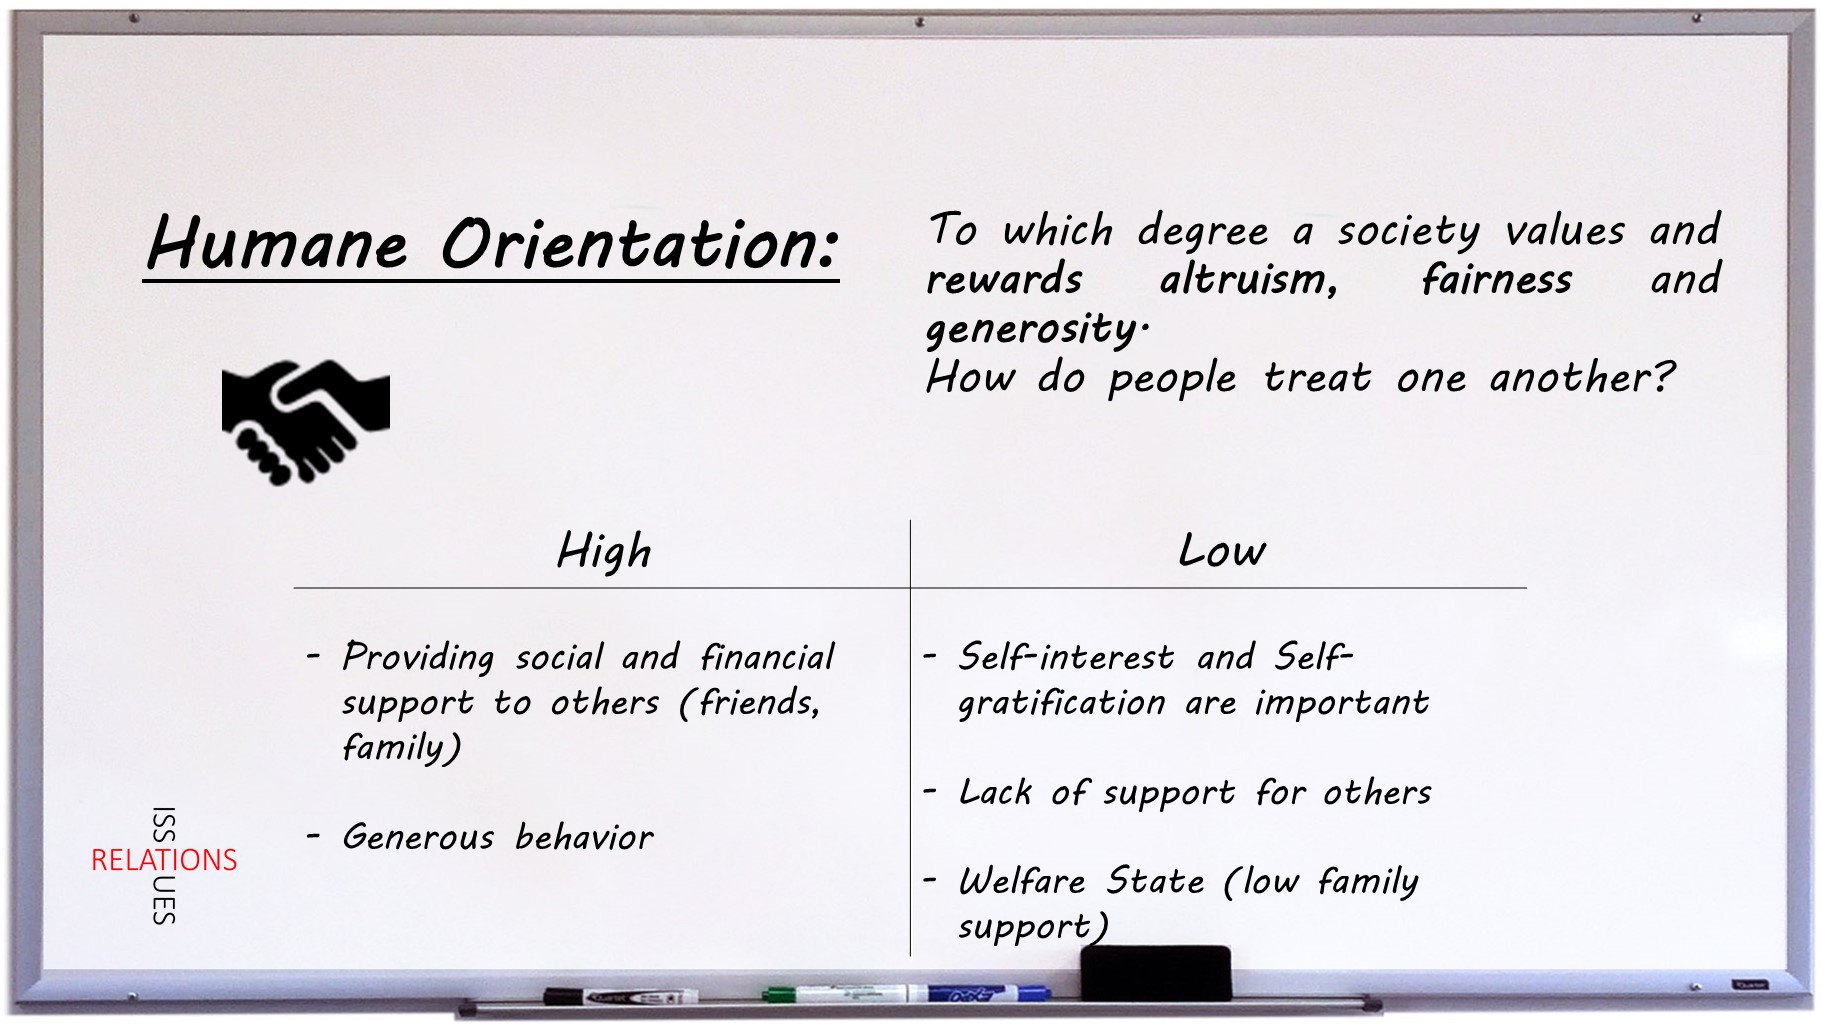 Humane Orientation:
To which degree a society values and
rewards altruism, fairness and
generosity.
How do people treat one another?
High
Low
- Providing social and financial
support to others (friends,
family)
- Generous behavior
- Self-interest and Self-
gratification are important
- Lack of support for others
- Welfare State (low family
support)
ISSUES
RELATIONS
Quartet
Quartet